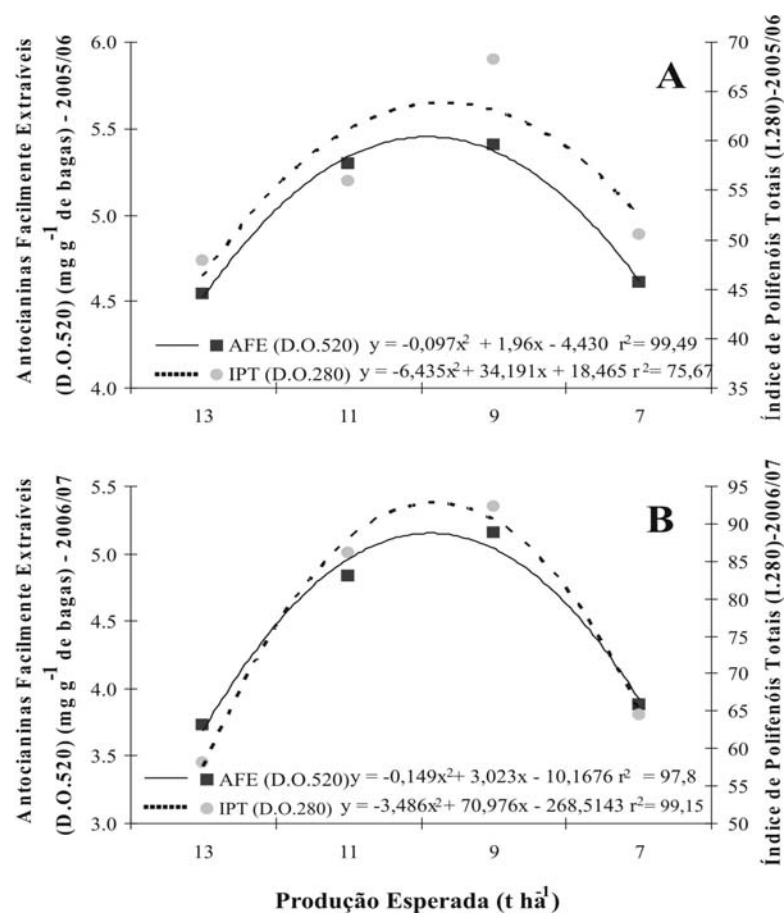 Antocianinas Facilmente Extraíveis
(D.O.520) (mg g⁻¹ de bagas) - 2005/06
6.0
5.5
5.0
4.5
4.0
A
70
65
60
55
50
45
40
35
Índice de Polifenóis Totais (I.280)-2005/06
AFE (D.O.520) y = -0,097x² + 1,96x - 4,430 r² = 99,49
IPT (D.O.280) y = -6,435x² + 34,191x + 18,465 r² = 75,67
13 11 9 7
Antocianinas Facilmente Extraíveis
(D.O.520) (mg g⁻¹ de bagas) - 2006/07
5.5
5.0
4.5
4.0
3.5
3.0
B
95
90
85
80
75
70
65
60
55
50
Índice de Polifenóis Totais (I.280)-2006/07
AFE (D.O.520) y = -0,149x² + 3,023x - 10,1676 r² = 97,8
IPT (D.O.280) y = -3,486x² + 70,976x - 268,5143 r² = 99,15
13 11 9 7
Produção Esperada (t ha⁻¹)